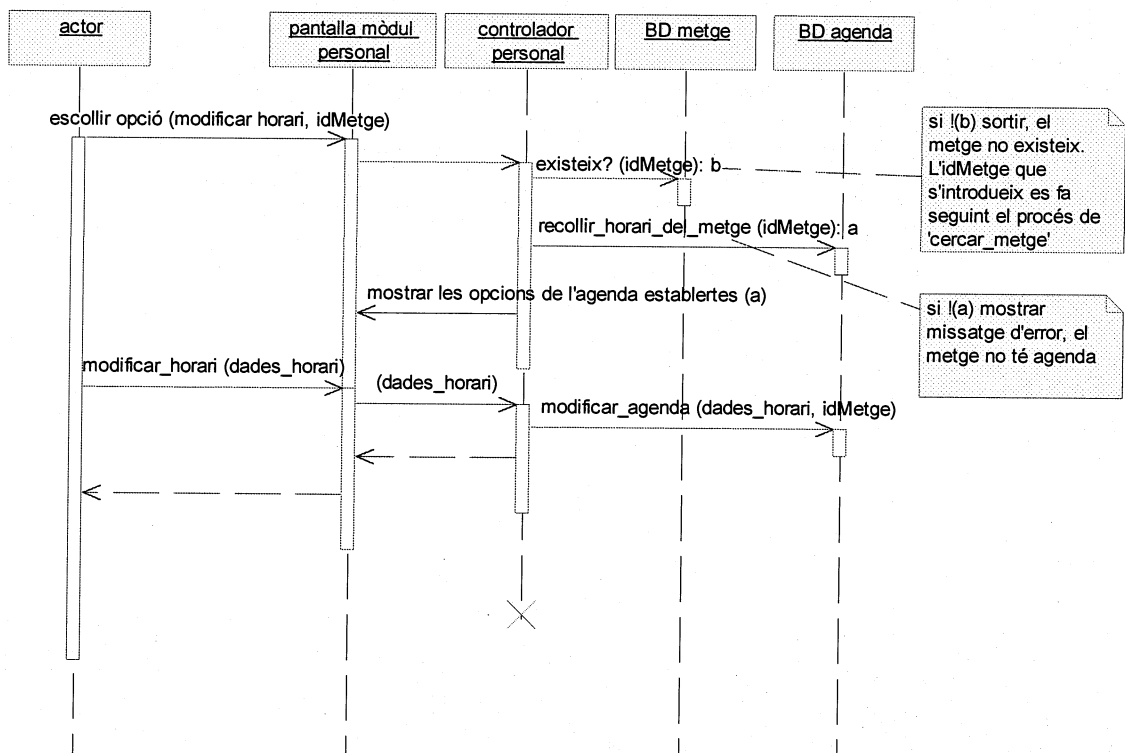 actor
pantalla mòdul
personal
controlador
personal
BD metge
BD agenda
escollir opció (modificar horari, idMetge)
existeix? (idMetge): b
si !(b) sortir, el
metge no existeix.
L'idMetge que
s'introdueix es fa
seguint el procés de
'cercar_metge'
recollir_horari_del_metge (idMetge): a
mostrar les opcions de l'agenda establertes (a)
si !(a) mostrar
missatge d'error, el
metge no té agenda
modificar_horari (dades_horari)
(dades_horari)
modificar_agenda (dades_horari, idMetge)